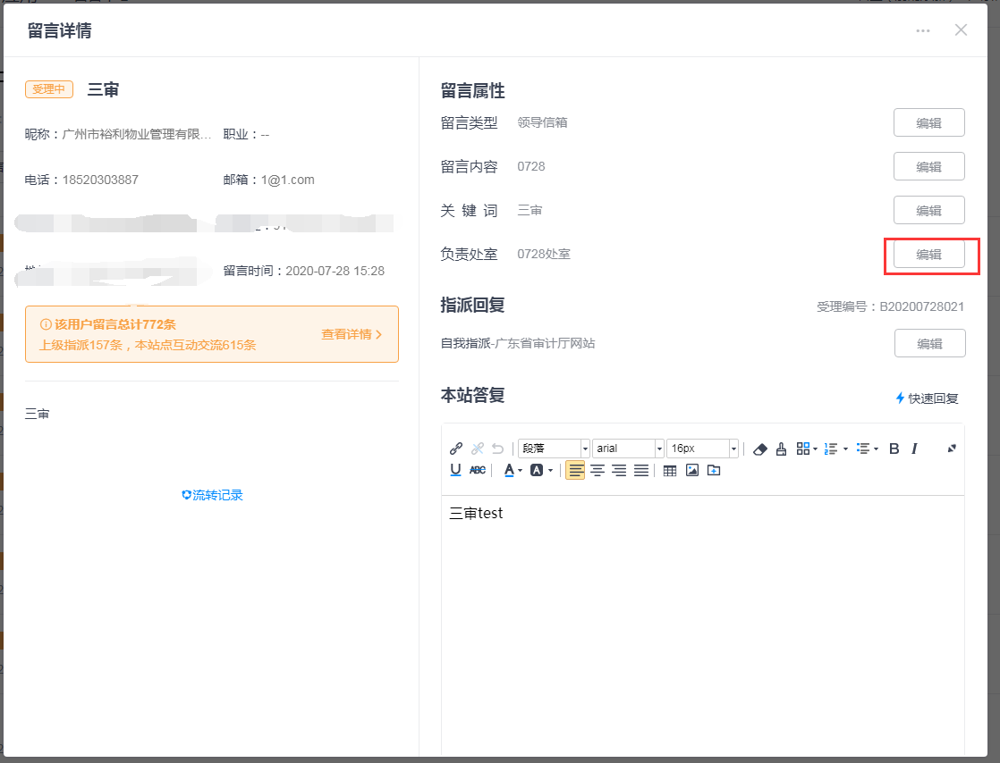 留言详情
受理中 三审
昵称：广州市裕利物业管理有限... 职业：--
电话：18520303887 邮箱：1@1.com
留言时间：2020-07-28 15:28
该用户留言总计772条
上级指派157条，本站点互动交流615条
查看详情
三审
流转记录
留言属性
留言类型 领导信箱 编辑
留言内容 0728 编辑
关 键 词 三审 编辑
负责处室 0728处室 编辑
指派回复 受理编号：B20200728021
自我指派-广东省审计厅网站 编辑
本站答复 快速回复
段落 arial 16px B I
U ABC A A
三审test